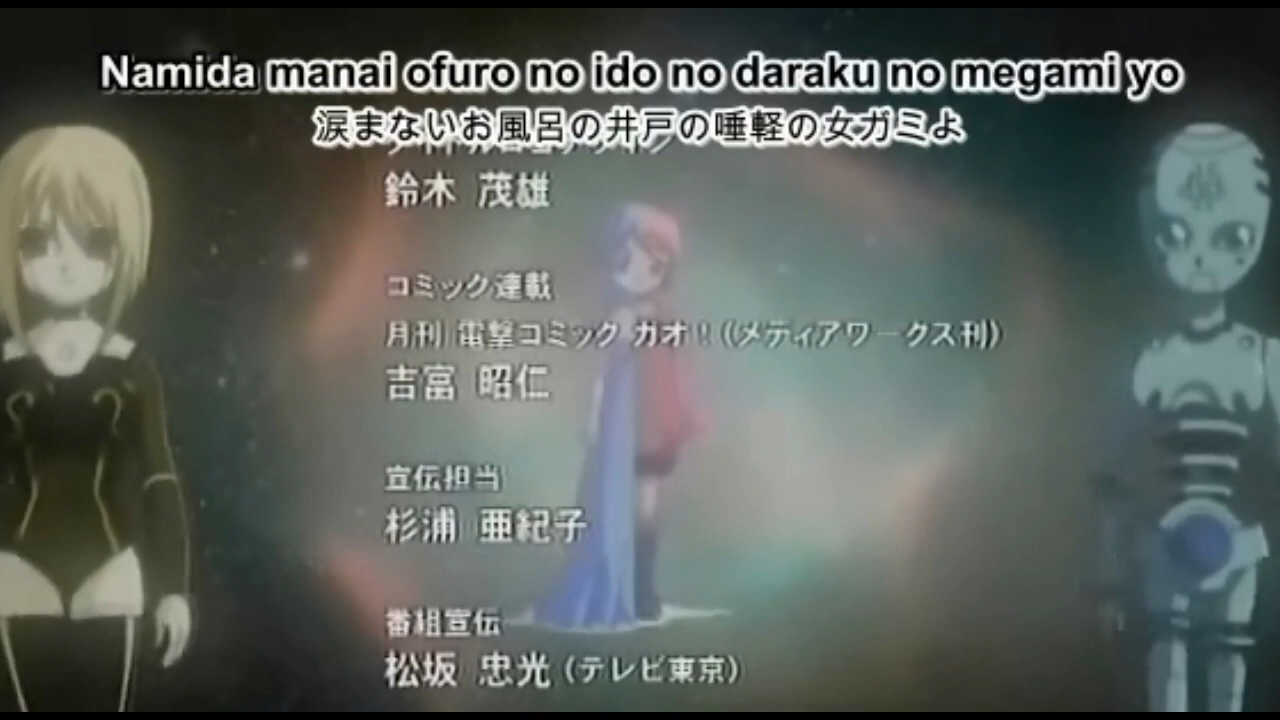 Namida manai ofuro no ido no daraku no megami yo
涙まないお風呂の井戸の唾軽の女ガミよ
鈴木 茂雄
コミック連載
月刊 電撃コミック ガオ！(メディアワークス刊)
吉富 昭仁
宣伝担当
杉浦 亜紀子
番組宣伝
松坂 忠光 (テレビ東京)